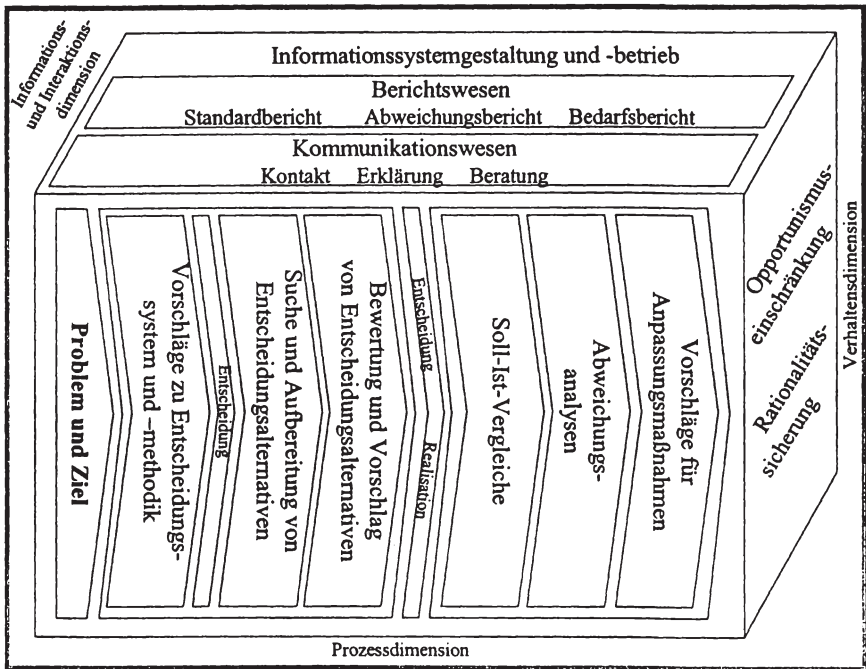 Informations-
und Interaktions-
dimension
Informationssystemgestaltung und -betrieb
Berichtswesen
Standardbericht Abweichungsbericht Bedarfsbericht
Kommunikationswesen
Kontakt Erklärung Beratung
Problem und Ziel
Vorschläge zu Entscheidungs-
system und –methodik
Entscheidung
Suche und Aufbereitung von
Entscheidungsalternativen
Bewertung und Vorschlag
von Entscheidungsalternativen
Entscheidung
Realisation
Soll-Ist-Vergleiche
Abweichungs-
analysen
Vorschläge für
Anpassungsmaßnahmen
Opportunismus-
einschränkung
Rationalitäts-
sicherung
Verhaltensdimension
Prozessdimension